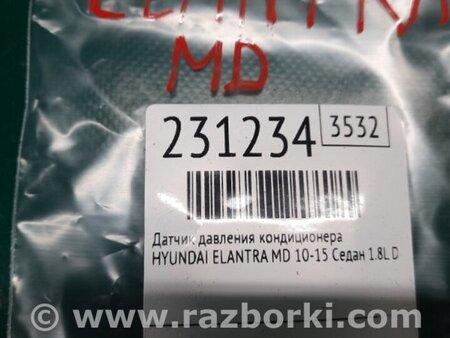 ELANTRA
MD
231234
3532
Датчик давления кондиционера
HYUNDAI ELANTRA MD 10-15 Седан 1.8L D
© www.razborki.com